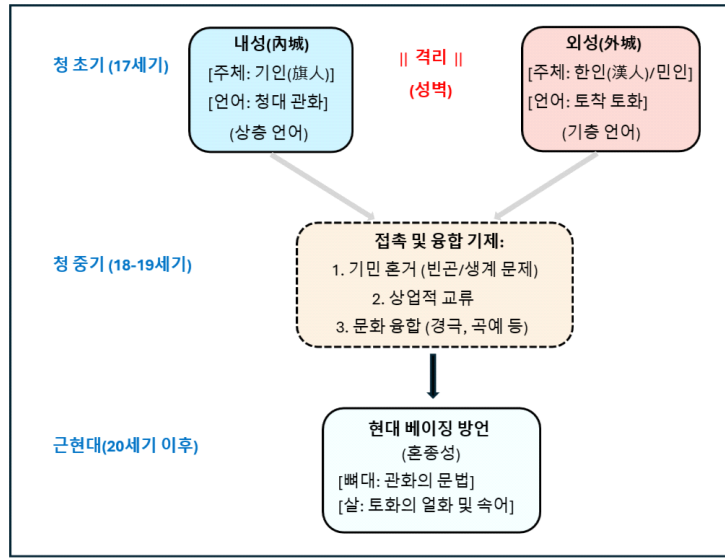 청 초기 (17세기)
내성(內城)
[주체: 기인(旗人)]
[언어: 청대 관화]
(상층 언어)
|| 격리 ||
(성벽)
외성(外城)
[주체: 한인(漢人)/민인]
[언어: 토착 토화]
(기층 언어)
청 중기 (18-19세기)
접촉 및 융합 기제:
1. 기민 혼거 (빈곤/생계 문제)
2. 상업적 교류
3. 문화 융합 (경극, 곡예 등)
근현대(20세기 이후)
현대 베이징 방언
(혼종성)
[뼈대: 관화의 문법]
[살: 토화의 얼화 및 속어]